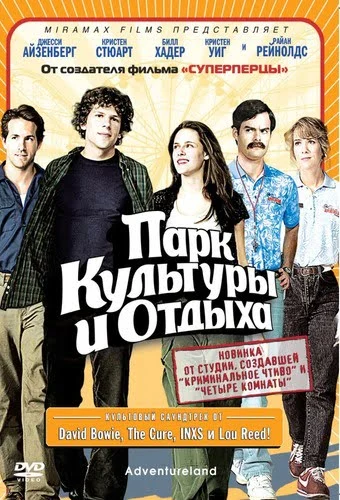 MIRAMAX FILMS ПРЕДСТАВЛЯЕТ
ДЖЕССИ АЙЗЕНБЕРГ КРИСТЕН СТЮАРТ БИЛЛ ХАДЕР КРИСТЕН УИГ И РАЙАН РЕЙНОЛДС
ОТ СОЗДАТЕЛЯ ФИЛЬМА «СУПЕРПЕРЦЫ»
ПАРК
КУЛЬТУРЫ
И ОТДЫХА
НОВИНКА
ОТ СТУДИИ, СОЗДАВШЕЙ
"КРИМИНАЛЬНОЕ ЧТИВО" И
"ЧЕТЫРЕ КОМНАТЫ"
КУЛЬТОВЫЙ САУНДТРЕК ОТ
David Bowie, The Cure, INXS и Lou Reed!
DVD
VIDEO
Adventureland